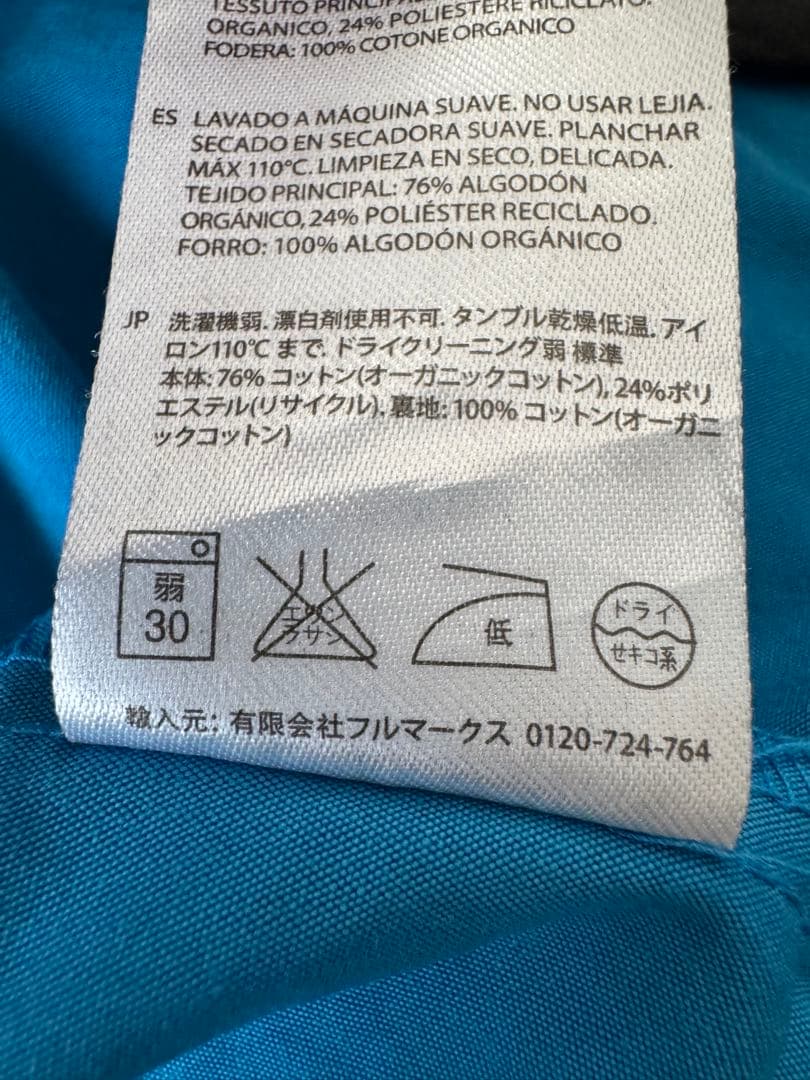 TESSUTO
ORGANICO, 24% POLIESTERE RICICLATO.
FODERA: 100% COTONE ORGANICO
ES LAVADO A MÁQUINA SUAVE. NO USAR LEJIA.
SECADO EN SECADORA SUAVE. PLANCHAR
MÁX 110°C. LIMPIEZA EN SECO, DELICADA.
TEJIDO PRINCIPAL: 76% ALGODÓN
ORGÁNICO, 24% POLIÉSTER RECICLADO.
FORRO: 100% ALGODÓN ORGÁNICO
JP 洗濯機弱. 漂白剤使用不可. タンブル乾燥低温. アイ
ロン110℃ まで. ドライクリーニング弱 標準
本体: 76% コットン(オーガニックコットン), 24%ポリ
エステル(リサイクル). 裏地: 100% コットン(オーガニ
ックコットン)
弱
30
エンソ
ラサン
低
ドライ
セキユ系
輸入元: 有限会社フルマークス 0120-724-764